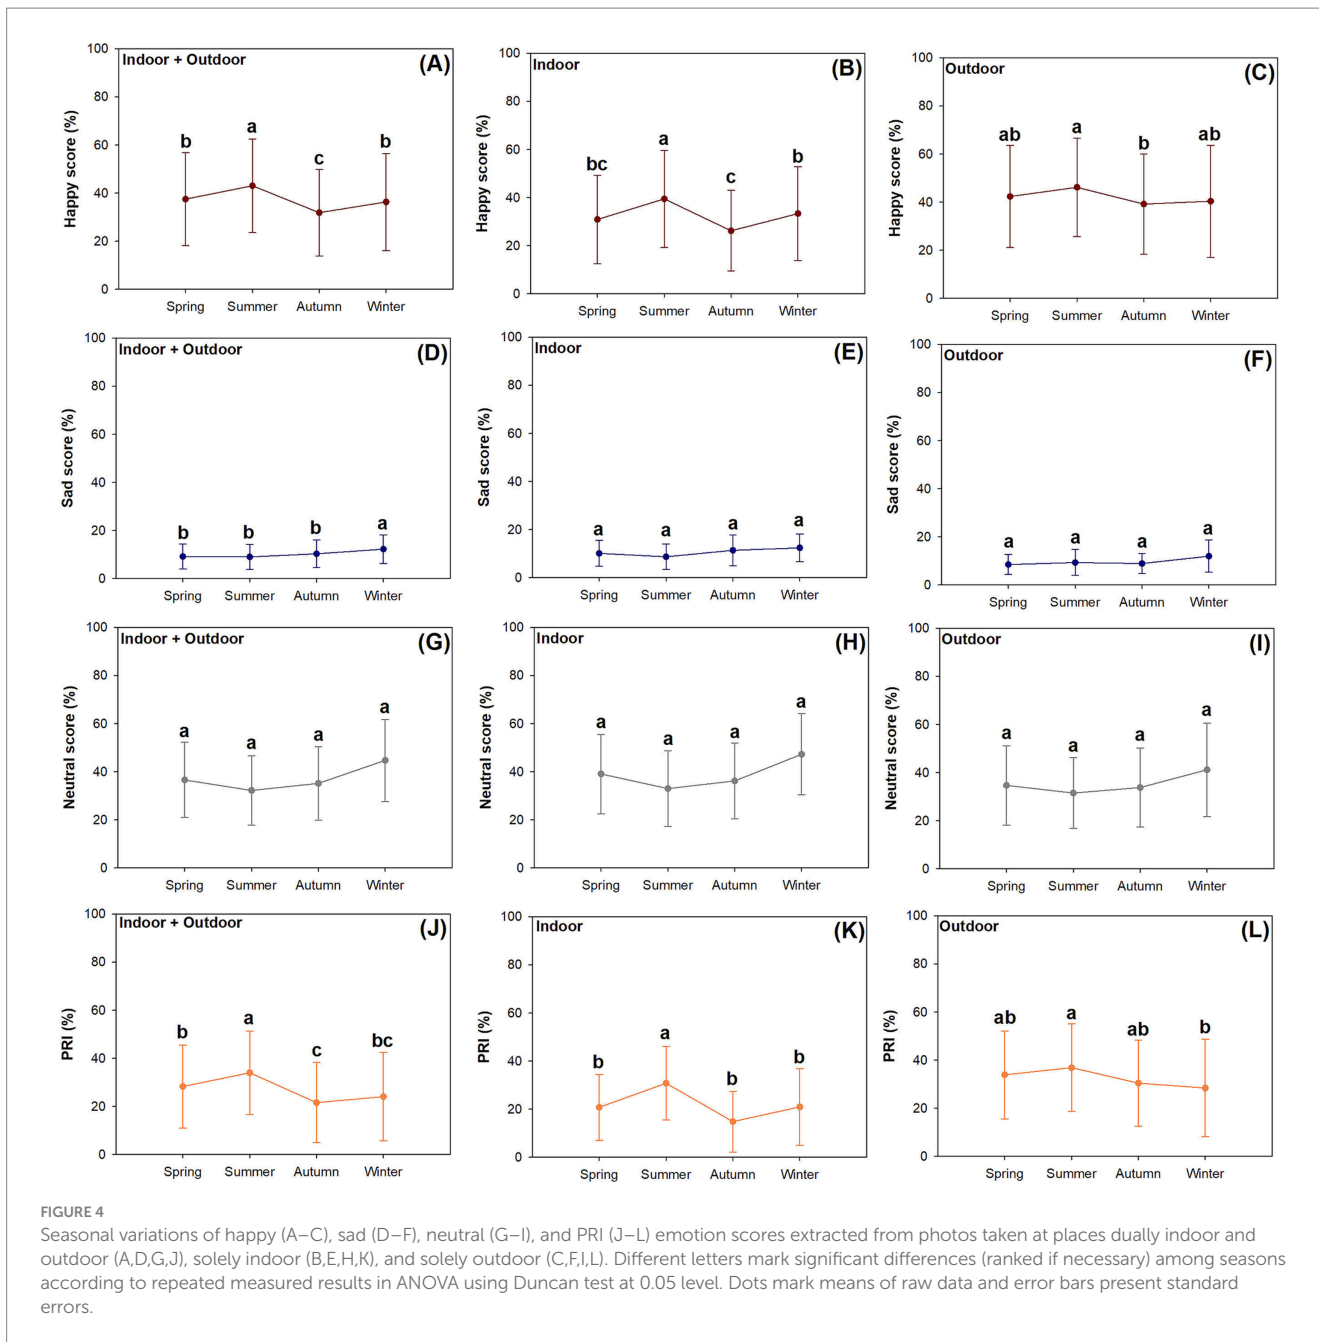 Indoor + Outdoor
(A)
Happy score (%)
100
80
60
40
20
0
b
a
c
b
Spring Summer Autumn Winter
Indoor
(B)
Happy score (%)
100
80
60
40
20
0
bc
a
c
b
Spring Summer Autumn Winter
Outdoor
(C)
Happy score (%)
100
80
60
40
20
0
ab
a
b
ab
Spring Summer Autumn Winter
Indoor + Outdoor
(D)
Sad score (%)
100
80
60
40
20
0
b
b
b
a
Spring Summer Autumn Winter
Indoor
(E)
Sad score (%)
100
80
60
40
20
0
a
a
a
a
Spring Summer Autumn Winter
Outdoor
(F)
Sad score (%)
100
80
60
40
20
0
a
a
a
a
Spring Summer Autumn Winter
Indoor + Outdoor
(G)
Neutral score (%)
100
80
60
40
20
0
a
a
a
a
Spring Summer Autumn Winter
Indoor
(H)
Neutral score (%)
100
80
60
40
20
0
a
a
a
a
Spring Summer Autumn Winter
Outdoor
(I)
Neutral score (%)
100
80
60
40
20
0
a
a
a
a
Spring Summer Autumn Winter
Indoor + Outdoor
(J)
PRI (%)
100
80
60
40
20
0
b
a
c
bc
Spring Summer Autumn Winter
Indoor
(K)
PRI (%)
100
80
60
40
20
0
b
a
b
b
Spring Summer Autumn Winter
Outdoor
(L)
PRI (%)
100
80
60
40
20
0
ab
a
ab
b
Spring Summer Autumn Winter
FIGURE 4
Seasonal variations of happy (A–C), sad (D–F), neutral (G–I), and PRI (J–L) emotion scores extracted from photos taken at places dually indoor and
outdoor (A,D,G,J), solely indoor (B,E,H,K), and solely outdoor (C,F,I,L). Different letters mark significant differences (ranked if necessary) among seasons
according to repeated measured results in ANOVA using Duncan test at 0.05 level. Dots mark means of raw data and error bars present standard
errors.